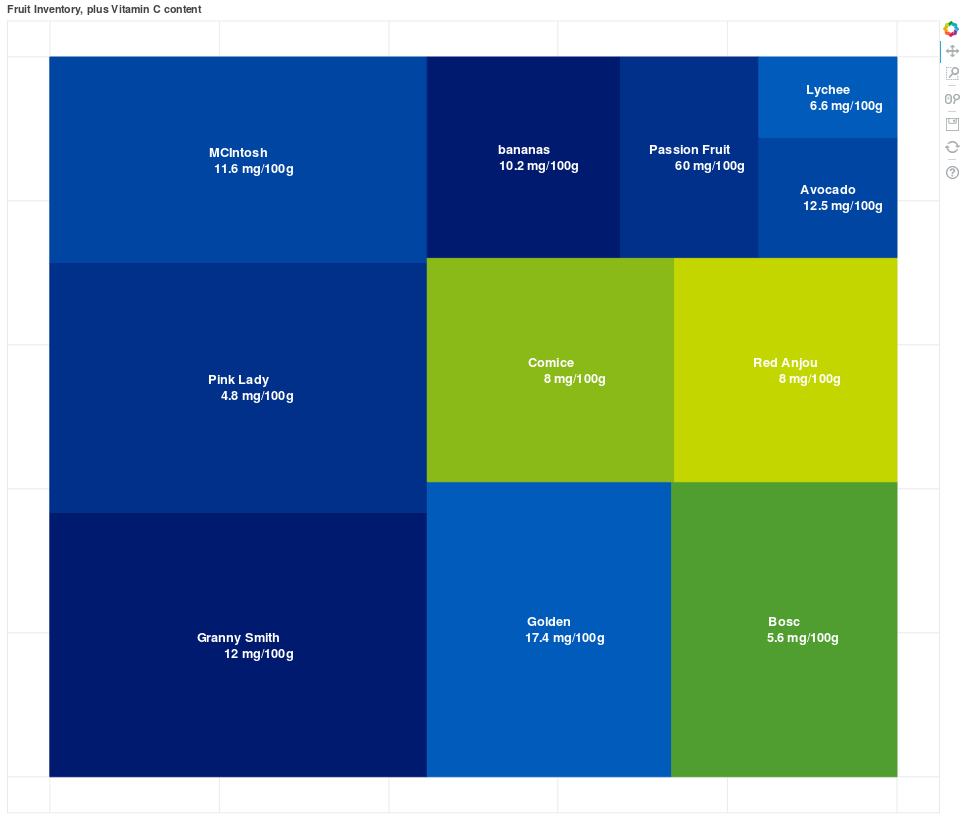 Fruit Inventory, plus Vitamin C content
MCIntosh
11.6 mg/100g
bananas
10.2 mg/100g
Passion Fruit
60 mg/100g
Lychee
6.6 mg/100g
Avocado
12.5 mg/100g
Pink Lady
4.8 mg/100g
Comice
8 mg/100g
Red Anjou
8 mg/100g
Granny Smith
12 mg/100g
Golden
17.4 mg/100g
Bosc
5.6 mg/100g